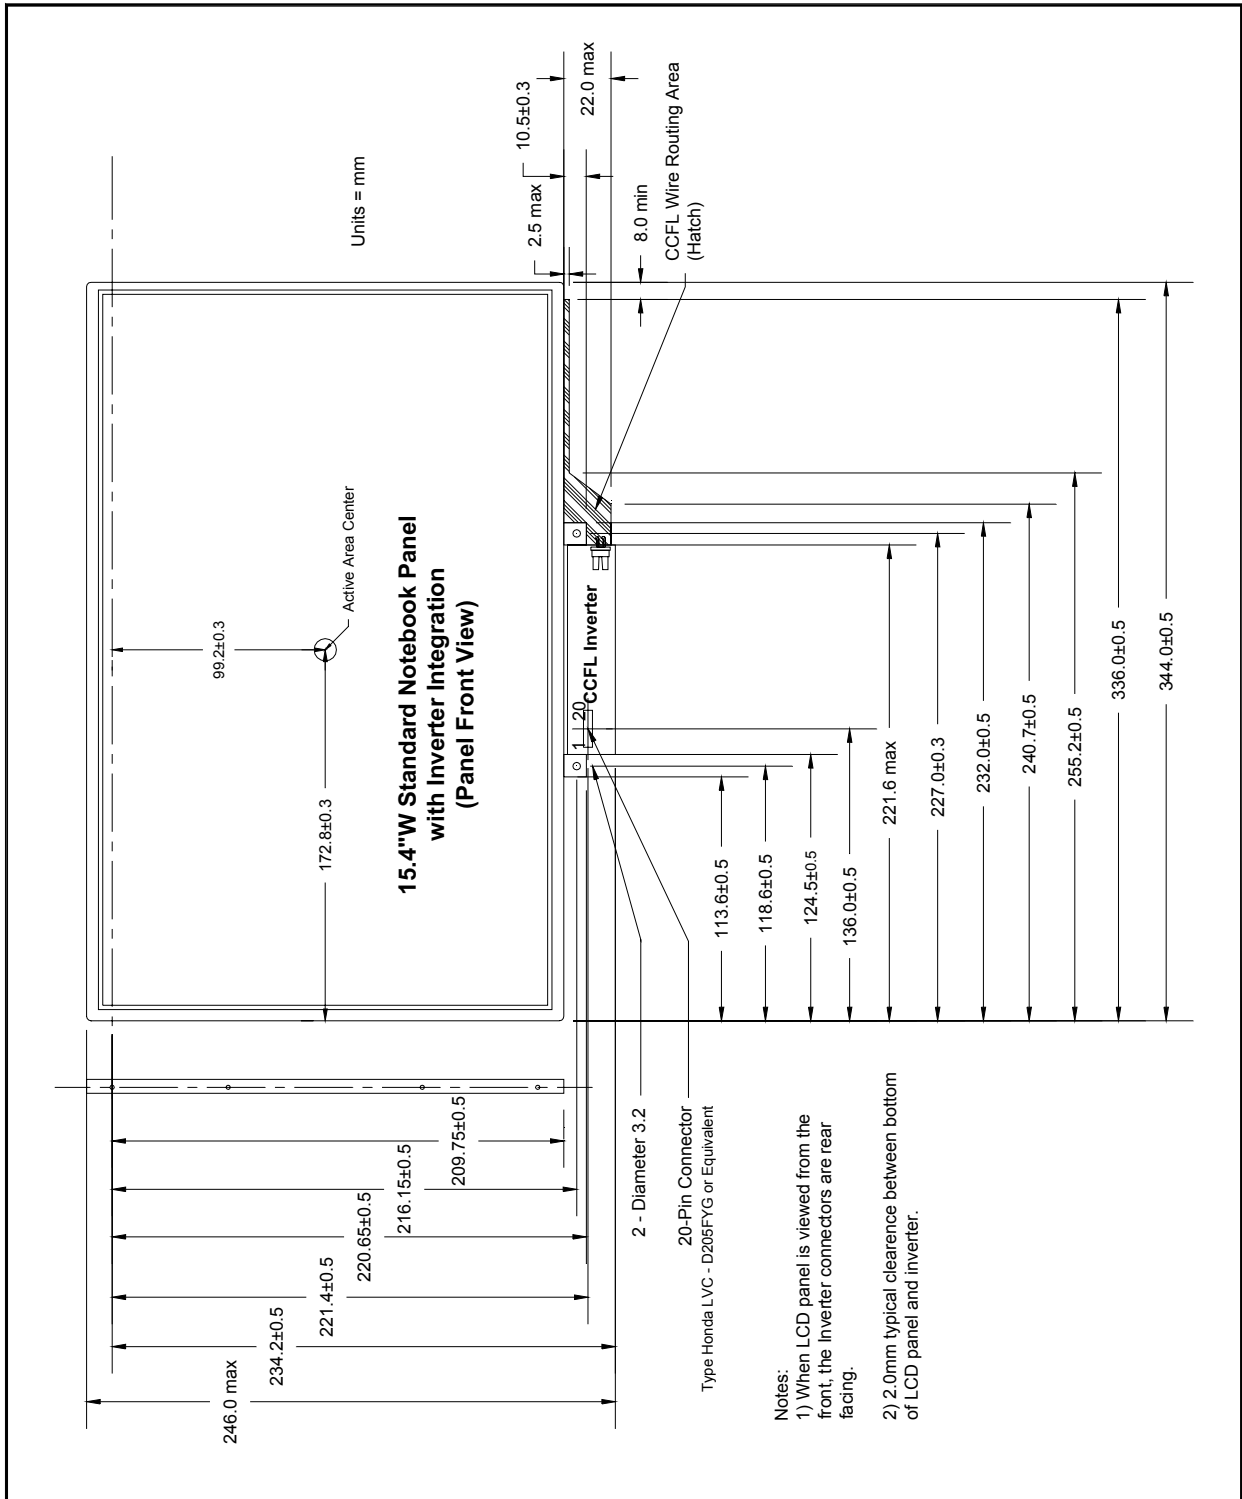 22.0 max
10.5±0.3
2.5 max
8.0 min
CCFL Wire Routing Area
(Hatch)
Units = mm
Active Area Center
99.2±0.3
172.8±0.3
15.4"W Standard Notebook Panel
with Inverter Integration
(Panel Front View)
CCFL Inverter
1 20
113.6±0.5
118.6±0.5
124.5±0.5
136.0±0.5
221.6 max
227.0±0.3
232.0±0.5
240.7±0.5
255.2±0.5
336.0±0.5
344.0±0.5
209.75±0.5
216.15±0.5
220.65±0.5
221.4±0.5
234.2±0.5
246.0 max
2 - Diameter 3.2
20-Pin Connector
Type Honda LVC - D205FYG or Equivalent
Notes:
1) When LCD panel is viewed from the
front, the Inverter connectors are rear
facing.
2) 2.0mm typical clearence between bottom
of LCD panel and inverter.